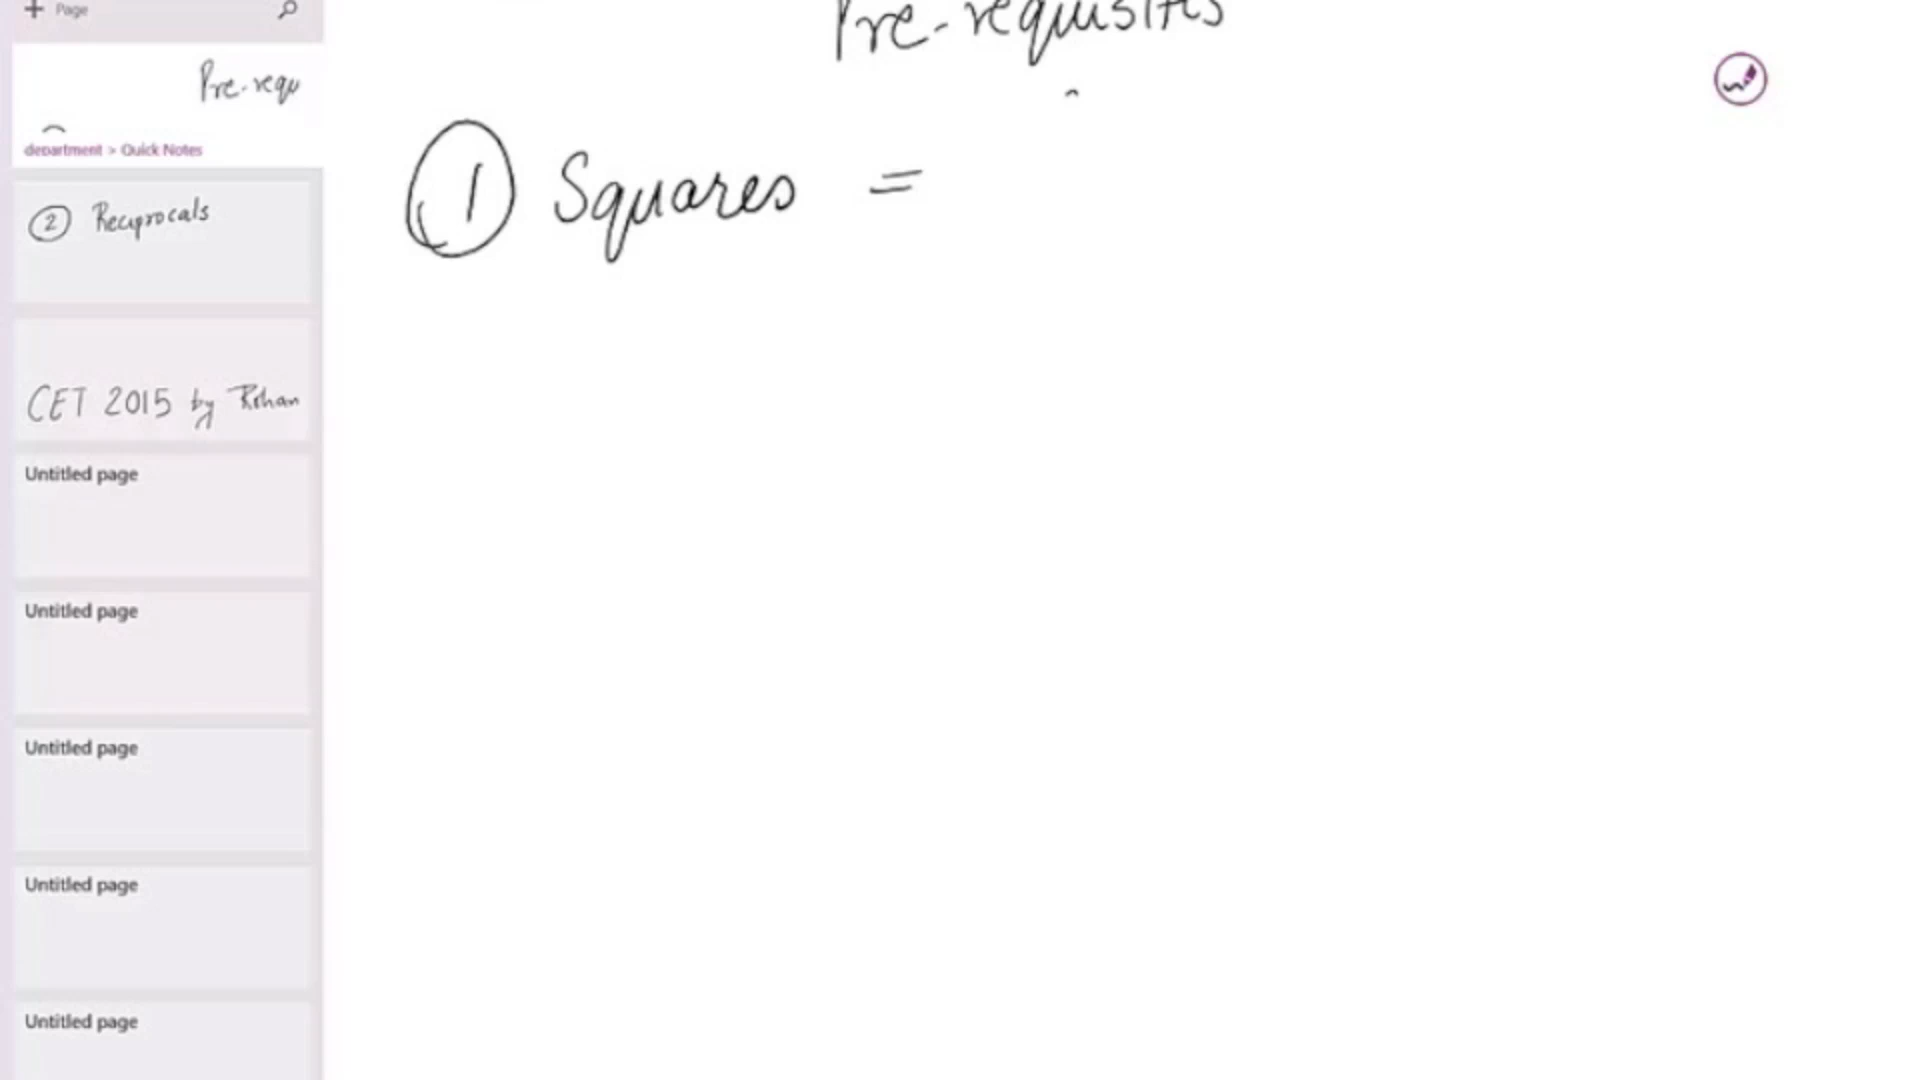 Page
Pre-requ
department > Quick Notes
② Reciprocals
CET 2015 by Rohan
Untitled page
Untitled page
Untitled page
Untitled page
Untitled page
Pre-requisites
① Squares =